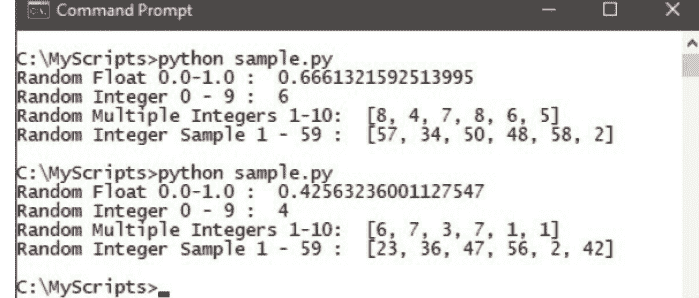 Command Prompt
C:\MyScripts>python sample.py
Random Float 0.0-1.0 :  0.6661321592513995
Random Integer 0 - 9 :  6
Random Multiple Integers 1-10:  [8, 4, 7, 8, 6, 5]
Random Integer Sample 1 - 59 :  [57, 34, 50, 48, 58, 2]
C:\MyScripts>python sample.py
Random Float 0.0-1.0 :  0.42563236001127547
Random Integer 0 - 9 :  4
Random Multiple Integers 1-10:  [6, 7, 3, 7, 1, 1]
Random Integer Sample 1 - 59 :  [23, 36, 47, 56, 2, 42]
C:\MyScripts>